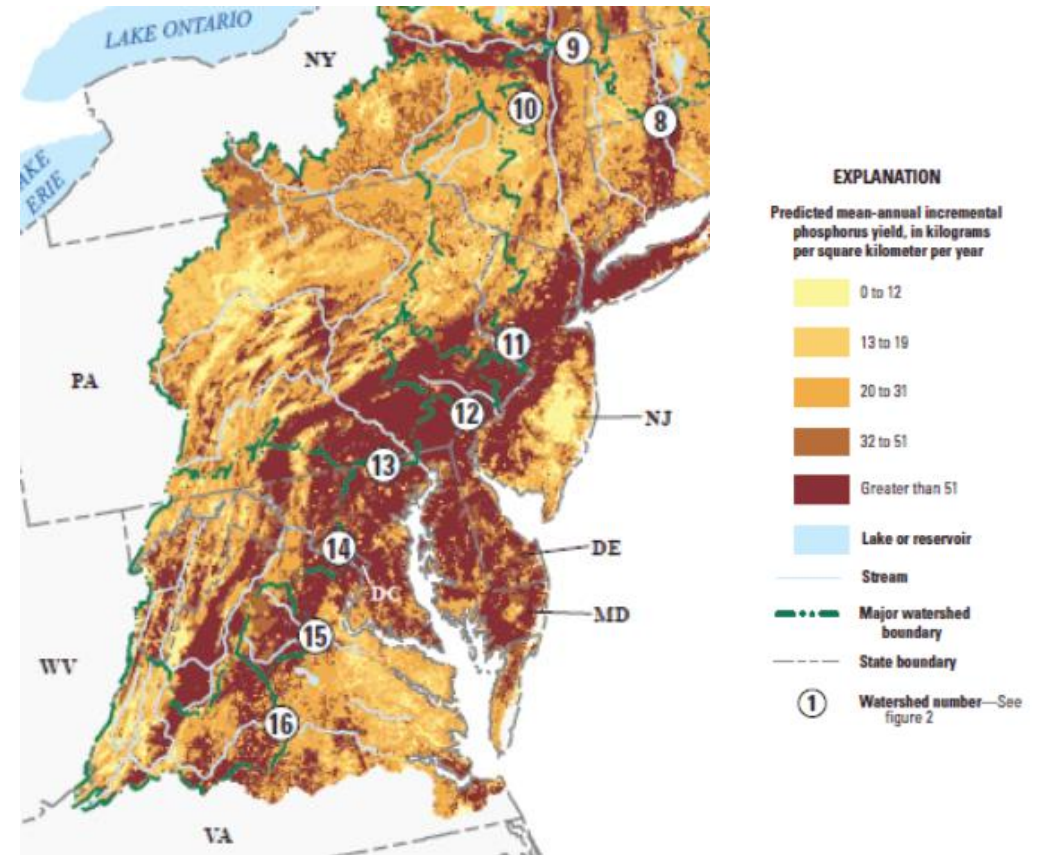 LAKE ONTARIO
NY
9
10
8
LAKE
ERIE
PA
11
12
NJ
13
14
DE
DC
MD
15
WV
16
VA
EXPLANATION
Predicted mean-annual incremental
phosphorus yield, in kilograms
per square kilometer per year
0 to 12
13 to 19
20 to 31
32 to 51
Greater than 51
Lake or reservoir
Stream
Major watershed
boundary
State boundary
1
Watershed number—See
figure 2